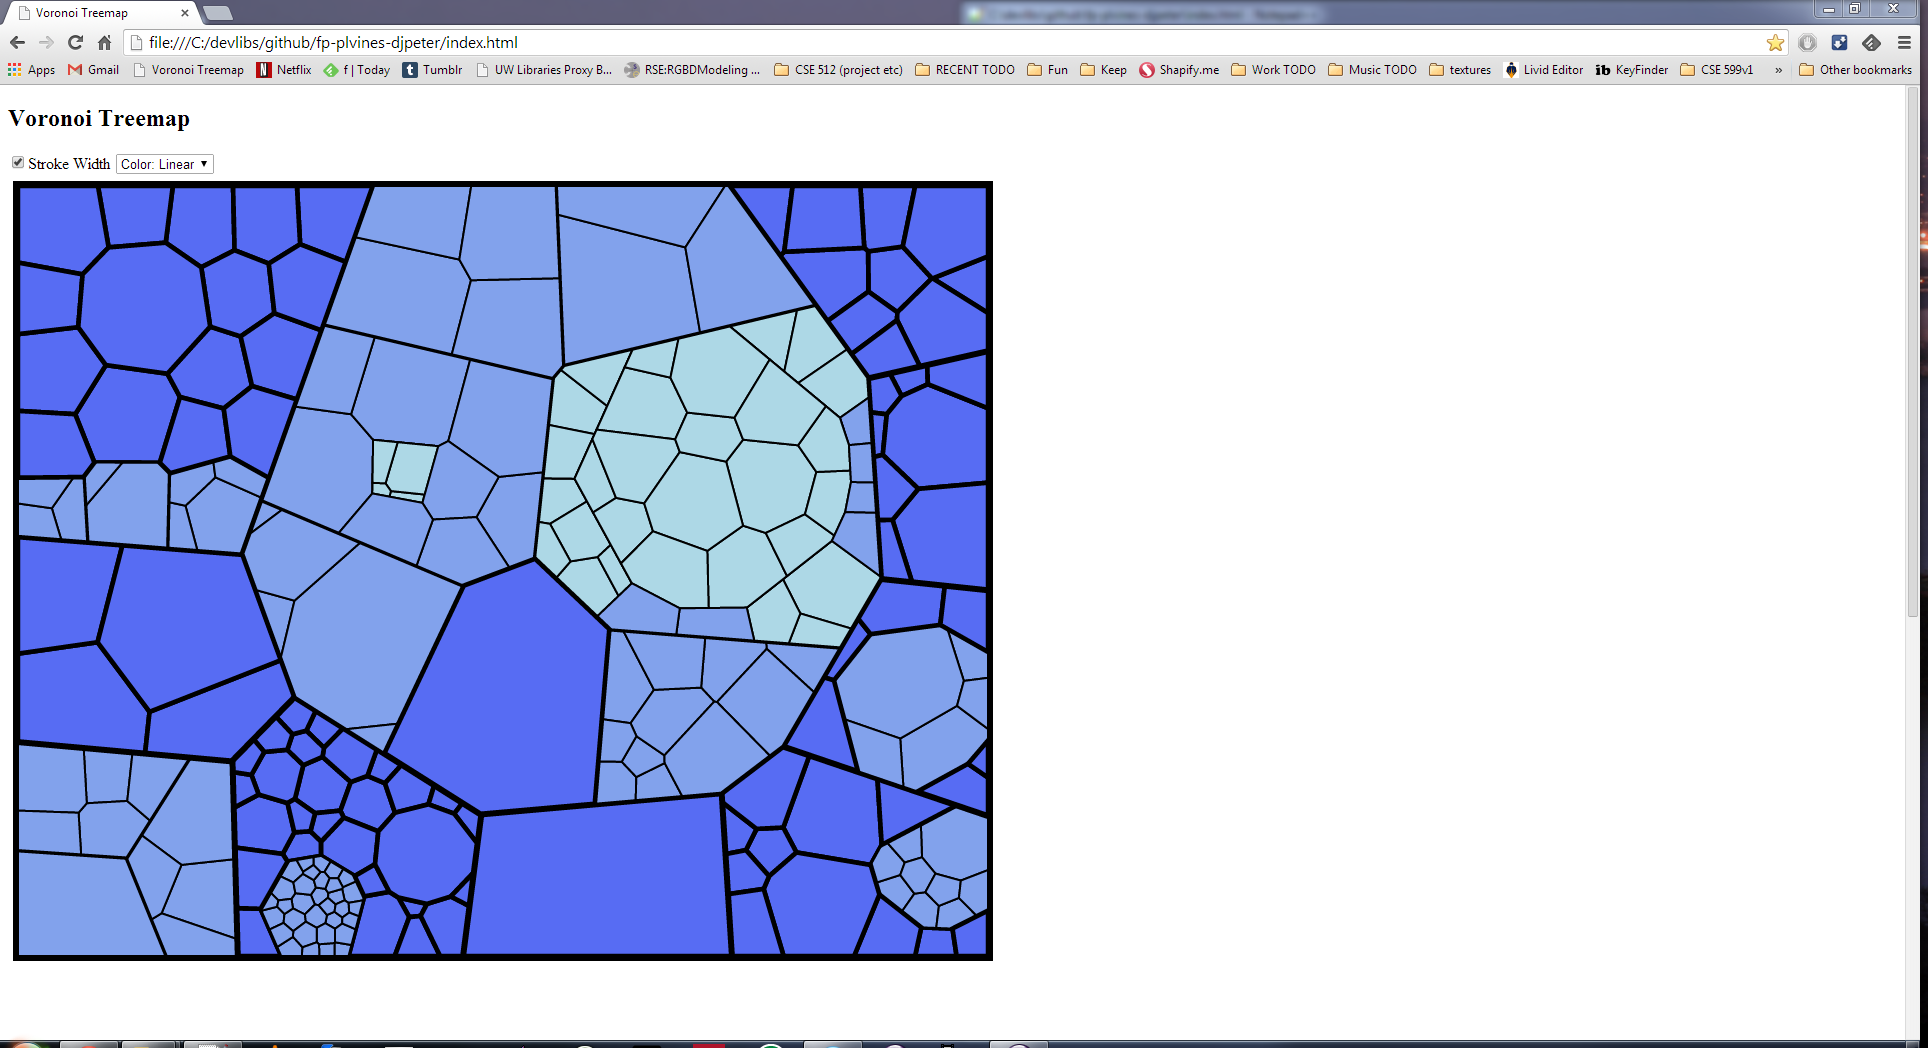 Voronoi Treemap
file:///C:/devlibs/github/fp-plvines-djpeter/index.html
Apps Gmail Voronoi Treemap Netflix f | Today Tumblr UW Libraries Proxy B... RSE:RGBDModeling ... CSE 512 (project etc) RECENT TODO Fun Keep Shapify.me Work TODO Music TODO textures Livid Editor KeyFinder CSE 599v1 » Other bookmarks
Voronoi Treemap
Stroke Width Color: Linear